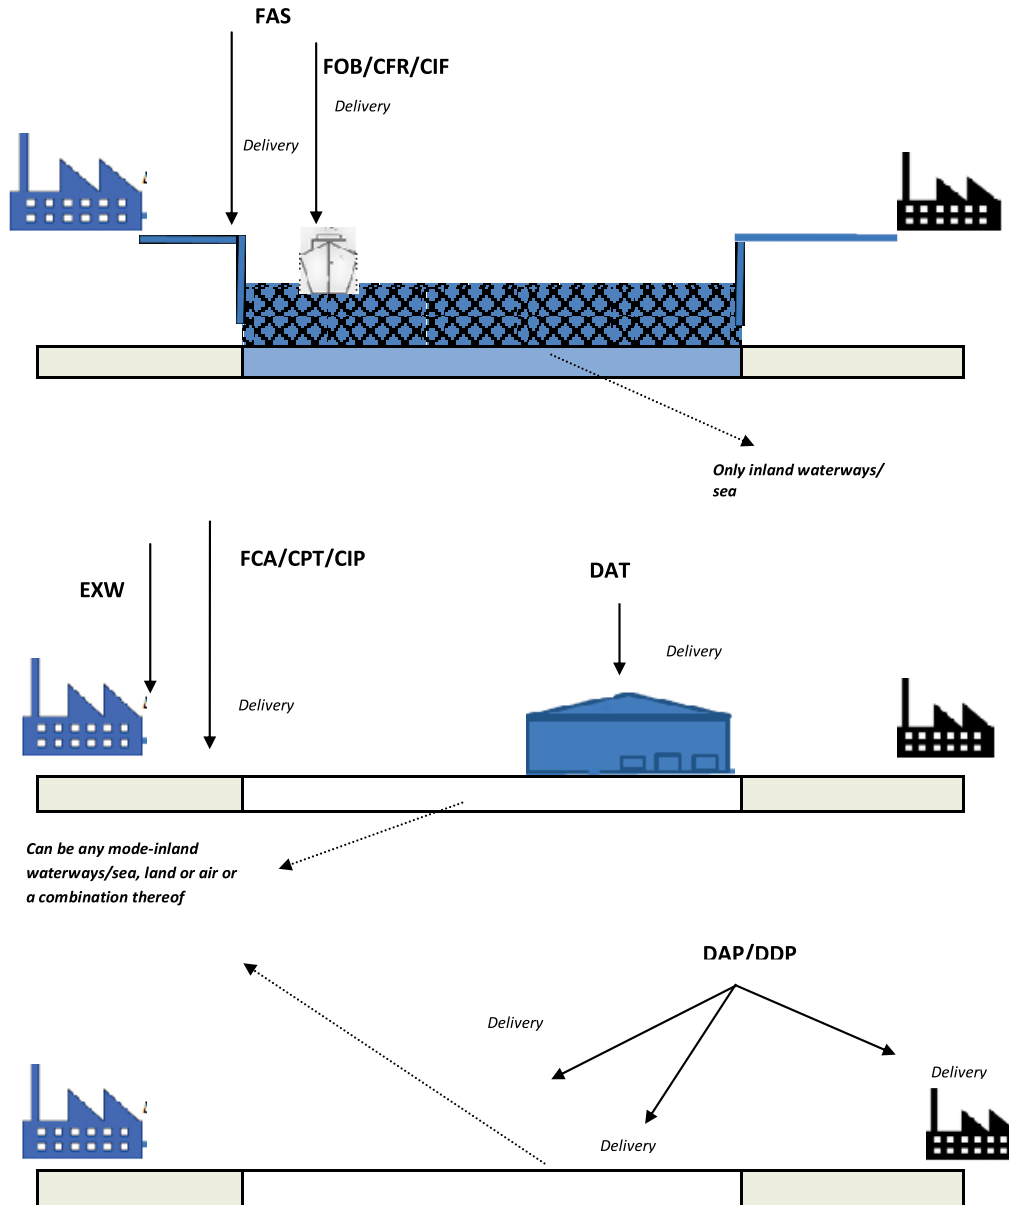 FAS
FOB/CFR/CIF
Delivery
Delivery
Only inland waterways/
sea
FCA/CPT/CIP
DAT
EXW
Delivery
Delivery
Can be any mode-inland
waterways/sea, land or air or
a combination thereof
DAP/DDP
Delivery
Delivery
Delivery